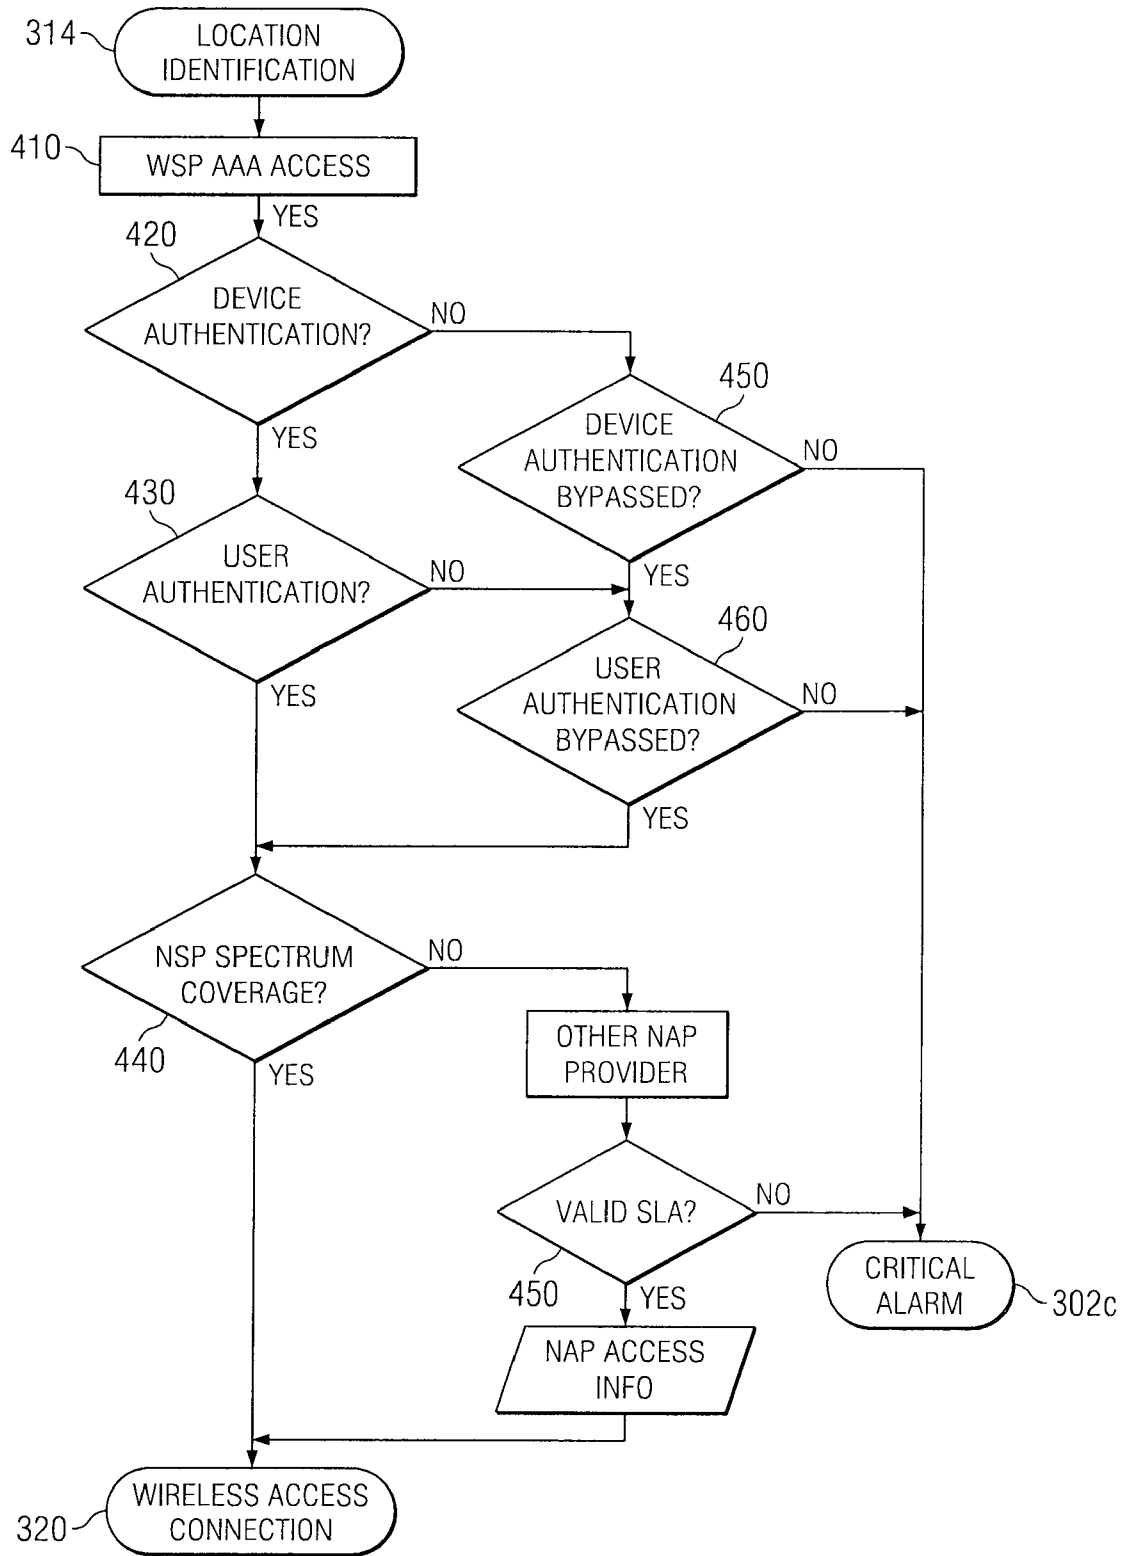 314
LOCATION
IDENTIFICATION
410
WSP AAA ACCESS
YES
420
DEVICE
AUTHENTICATION?
NO
YES
450
DEVICE
AUTHENTICATION
BYPASSED?
NO
YES
430
USER
AUTHENTICATION?
NO
YES
460
USER
AUTHENTICATION
BYPASSED?
NO
YES
NSP SPECTRUM
COVERAGE?
440
NO
YES
OTHER NAP
PROVIDER
VALID SLA?
450
NO
YES
CRITICAL
ALARM
302c
NAP ACCESS
INFO
WIRELESS ACCESS
CONNECTION
320